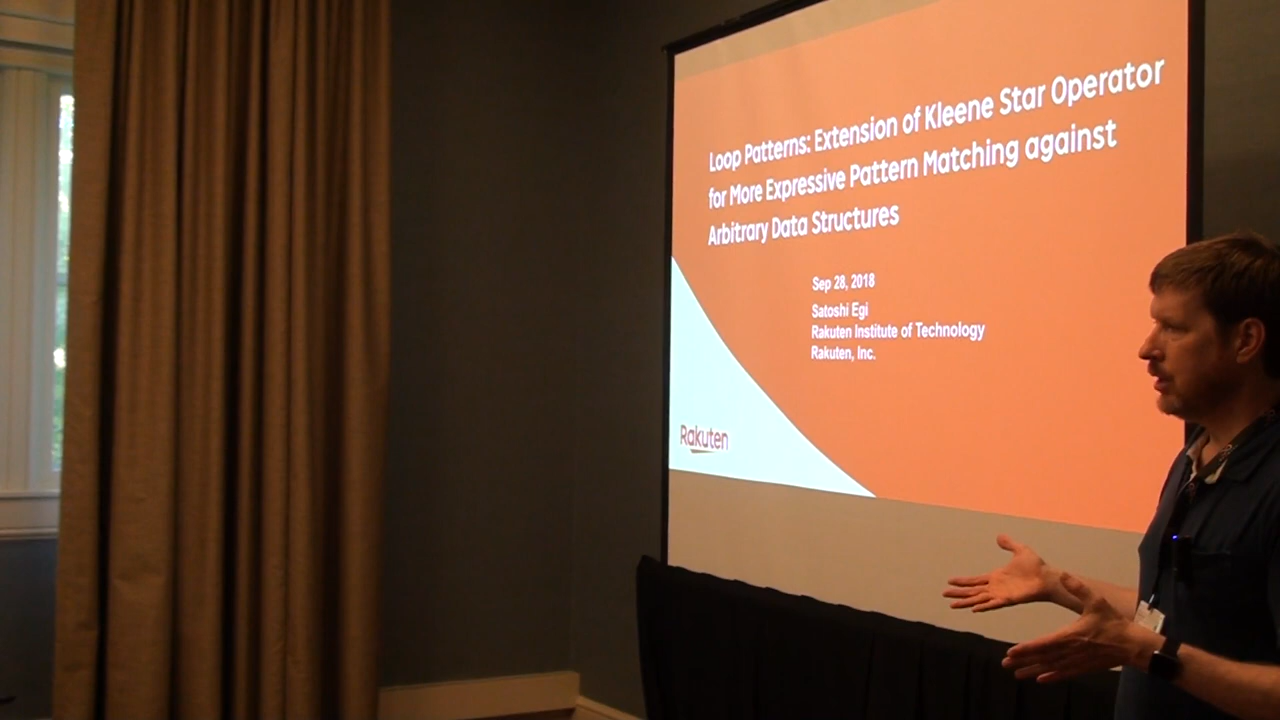 Loop Patterns: Extension of Kleene Star Operator
for More Expressive Pattern Matching against
Arbitrary Data Structures
Sep 28, 2018
Satoshi Egi
Rakuten Institute of Technology
Rakuten, Inc.
Rakuten